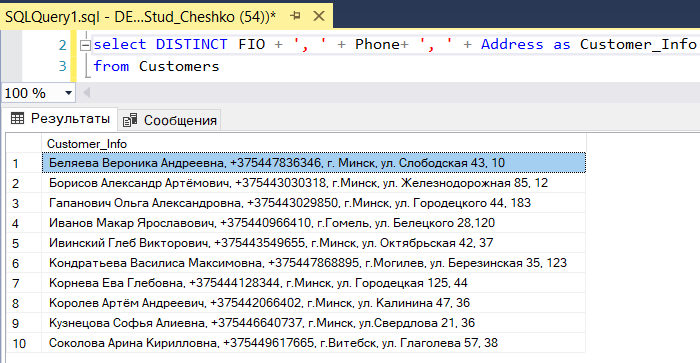 SQLQuery1.sql - DE...Stud_Cheshko (54))*
2 select DISTINCT FIO + ', ' + Phone+ ', ' + Address as Customer_Info
3 from Customers
100 %
Результаты Сообщения
Customer_Info
1 Беляева Вероника Андреевна, +375447836346, г. Минск, ул. Слободская 43, 10
2 Борисов Александр Артёмович, +375443030318, г.Минск, ул. Железнодорожная 85, 12
3 Гапанович Ольга Александровна, +375443029850, г.Минск, ул. Городецкого 44, 183
4 Иванов Макар Ярославович, +375440966410, г.Гомель, ул. Белецкого 28,120
5 Ивинский Глеб Викторович, +375443549655, г.Минск, ул. Октябрьская 42, 37
6 Кондратьева Василиса Максимовна, +375447868895, г.Могилев, ул. Березинская 35, 123
7 Корнева Ева Глебовна, +375444128344, г.Минск, ул. Городецкая 125, 44
8 Королев Артём Андреевич, +375442066402, г.Минск, ул. Калинина 47, 36
9 Кузнецова Софья Алиевна, +375446640737, г.Минск, ул.Свердлова 21, 36
10 Соколова Арина Кирилловна, +375449617665, г.Витебск, ул. Глаголева 57, 38